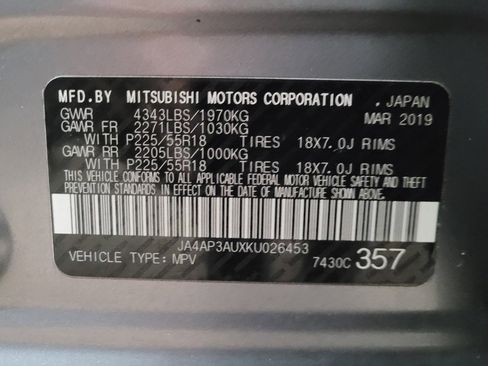 MFD.BY MITSUBISHI MOTORS CORPORATION . JAPAN
GVWR 4343LBS/1970KG MAR 2019
GAWR FR 2271LBS/1030KG
WITH P225/55R18 TIRES 18X7.0J RIMS
GAWR RR 2205LBS/1000KG
WITH P225/55R18 TIRES 18X7.0J RIMS
THIS VEHICLE CONFORMS TO ALL APPLICABLE FEDERAL MOTOR VEHICLE SAFETY AND THEFT
PREVENTION STANDARDS IN EFFECT ON THE DATE OF MANUFACTURE SHOWN ABOVE.
JA4AP3AUXKU026453
VEHICLE TYPE: MPV 7430C 357